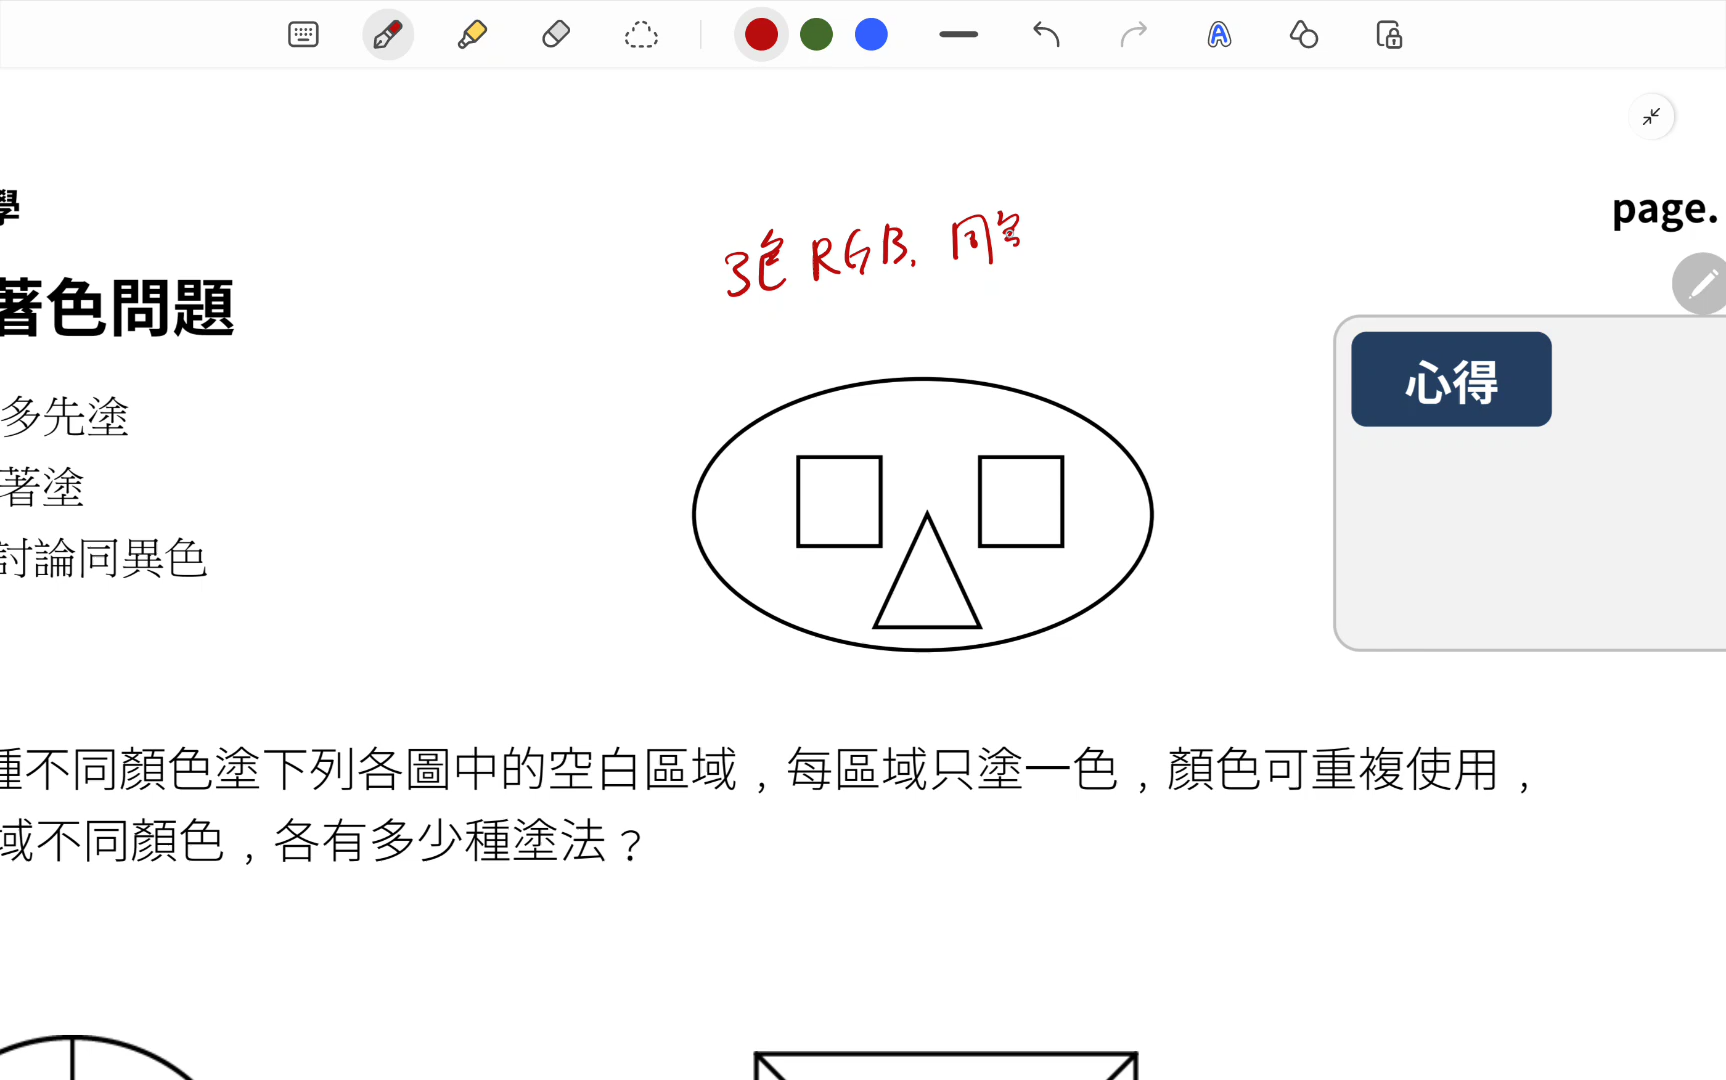 學
page.
3色 RGB. 同
著色問題
心得
多先塗
著塗
討論同異色
種不同顏色塗下列各圖中的空白區域，每區域只塗一色，顏色可重複使用，
域不同顏色，各有多少種塗法？